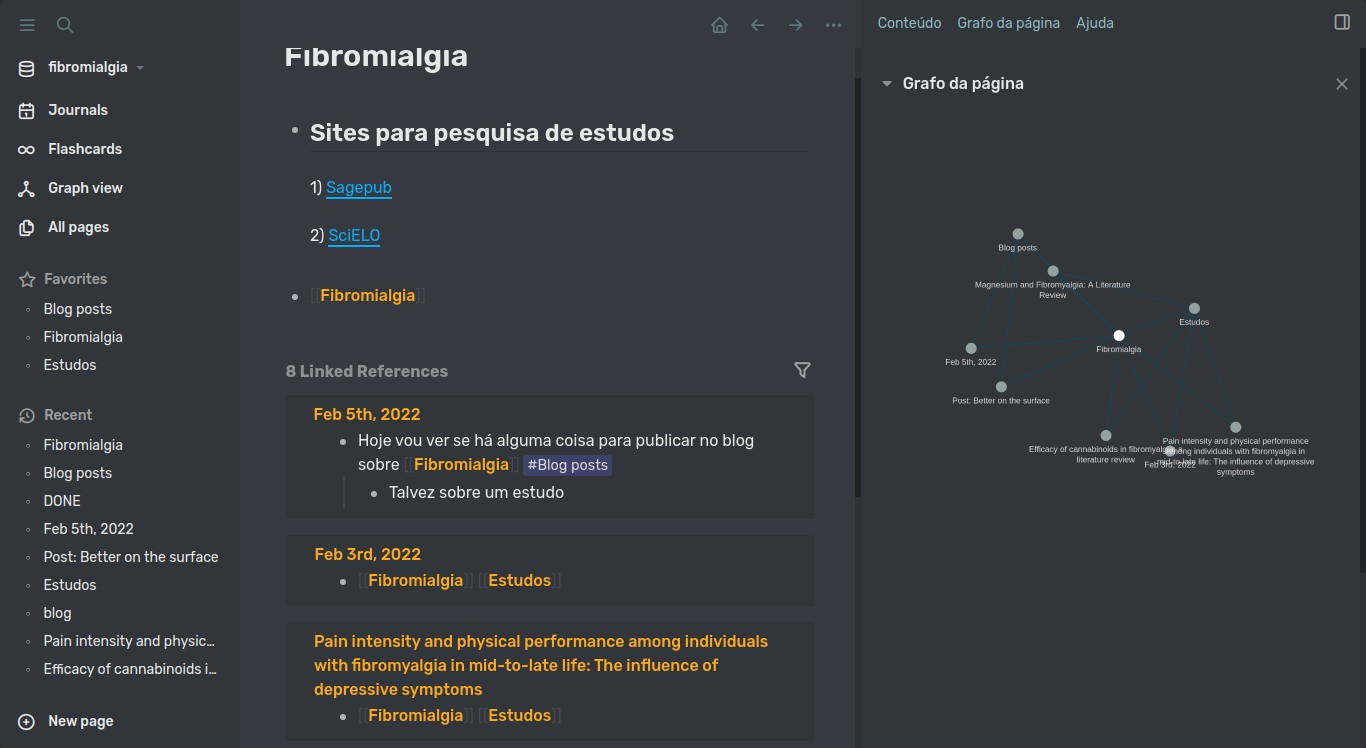 fibromialgia
Journals
Flashcards
Graph view
All pages
Favorites
Blog posts
Fibromialgia
Estudos
Recent
Fibromialgia
Blog posts
DONE
Feb 5th, 2022
Post: Better on the surface
Estudos
blog
Pain intensity and physic…
Efficacy of cannabinoids i…
New page
Fibromialgia
Sites para pesquisa de estudos
1) Sagepub
2) SciELO
[[Fibromialgia]]
8 Linked References
Feb 5th, 2022
Hoje vou ver se há alguma coisa para publicar no blog
sobre [[Fibromialgia]] #Blog posts
Talvez sobre um estudo
Feb 3rd, 2022
[[Fibromialgia]] [[Estudos]]
Pain intensity and physical performance among individuals
with fibromyalgia in mid-to-late life: The influence of
depressive symptoms
[[Fibromialgia]] [[Estudos]]
Conteúdo Grafo da página Ajuda
Grafo da página
Blog posts
Magnesium and Fibromyalgia: A Literature
Review
Estudos
Fibromialgia
Feb 5th, 2022
Post: Better on the surface
Efficacy of cannabinoids in fibromyalgia:
literature review
Feb 3rd, 2022
Pain intensity and physical performance
among individuals with fibromyalgia in
mid-to-late life: The influence of depressive
symptoms